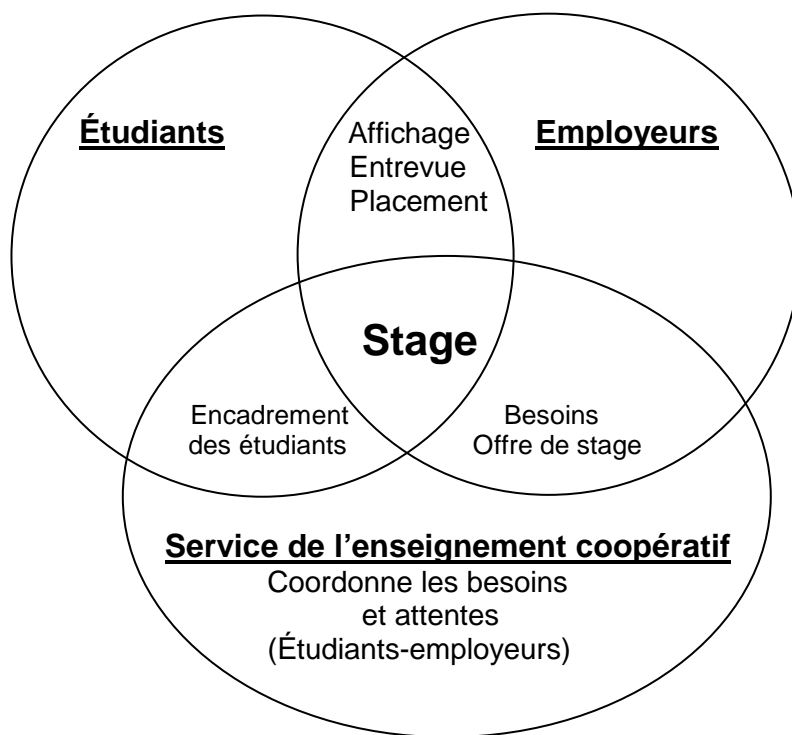 Étudiants
Affichage
Entrevue
Placement
Employeurs
Stage
Encadrement
des étudiants
Besoins
Offre de stage
Service de l’enseignement coopératif
Coordonne les besoins
et attentes
(Étudiants-employeurs)